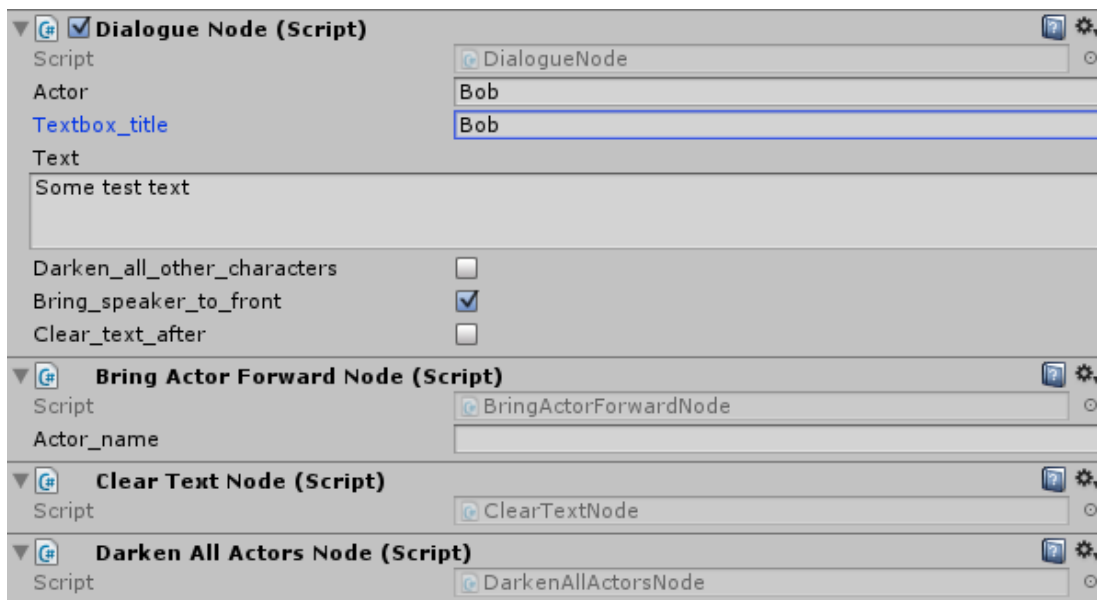 Dialogue Node (Script)
Script DialogueNode
Actor Bob
Textbox_title Bob
Text
Some test text
Darken_all_other_characters
Bring_speaker_to_front
Clear_text_after
Bring Actor Forward Node (Script)
Script BringActorForwardNode
Actor_name
Clear Text Node (Script)
Script ClearTextNode
Darken All Actors Node (Script)
Script DarkenAllActorsNode